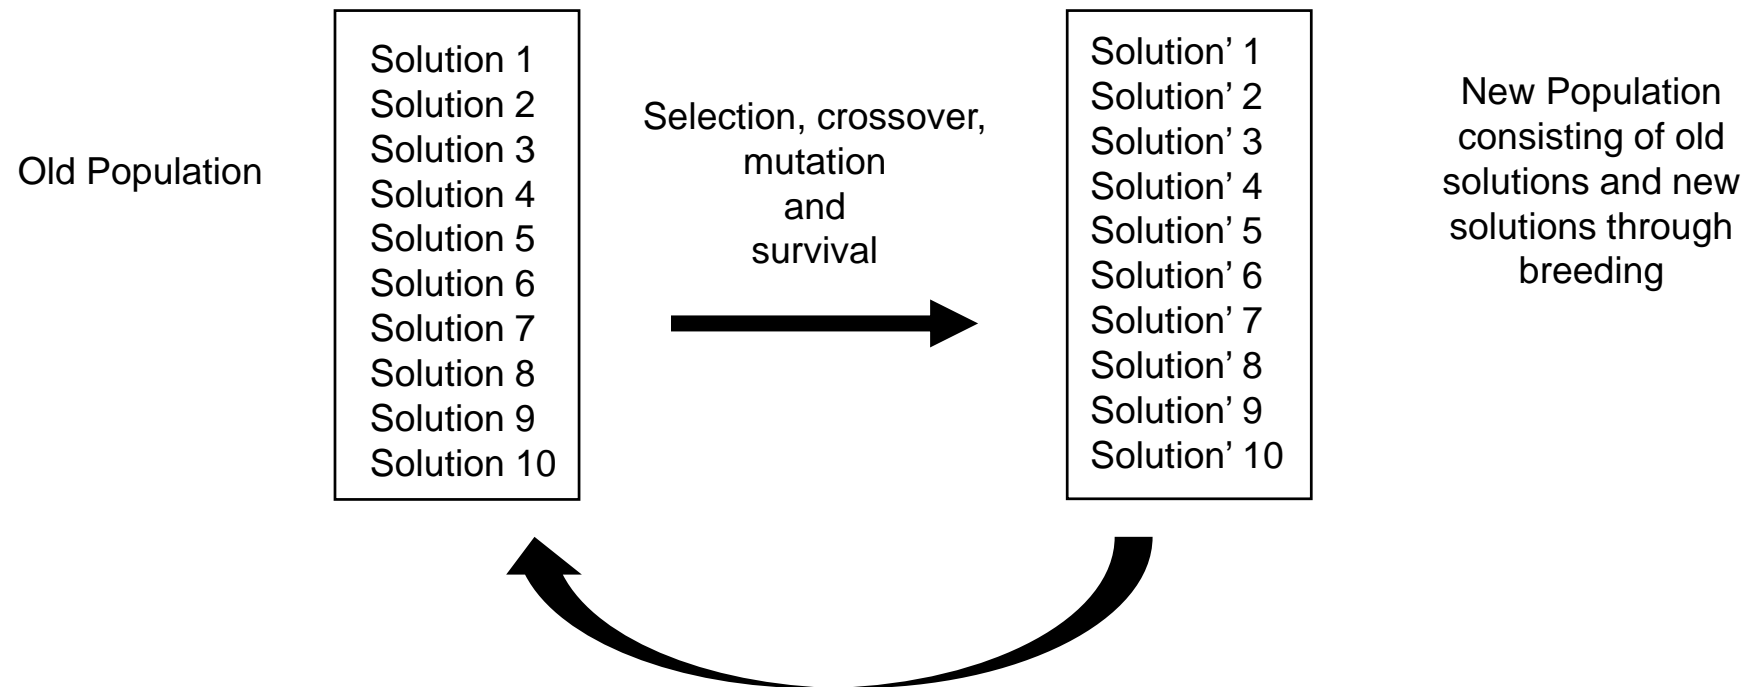 Old Population
Solution 1
Solution 2
Solution 3
Solution 4
Solution 5
Solution 6
Solution 7
Solution 8
Solution 9
Solution 10
Selection, crossover,
mutation
and
survival
Solution’ 1
Solution’ 2
Solution’ 3
Solution’ 4
Solution’ 5
Solution’ 6
Solution’ 7
Solution’ 8
Solution’ 9
Solution’ 10
New Population
consisting of old
solutions and new
solutions through
breeding